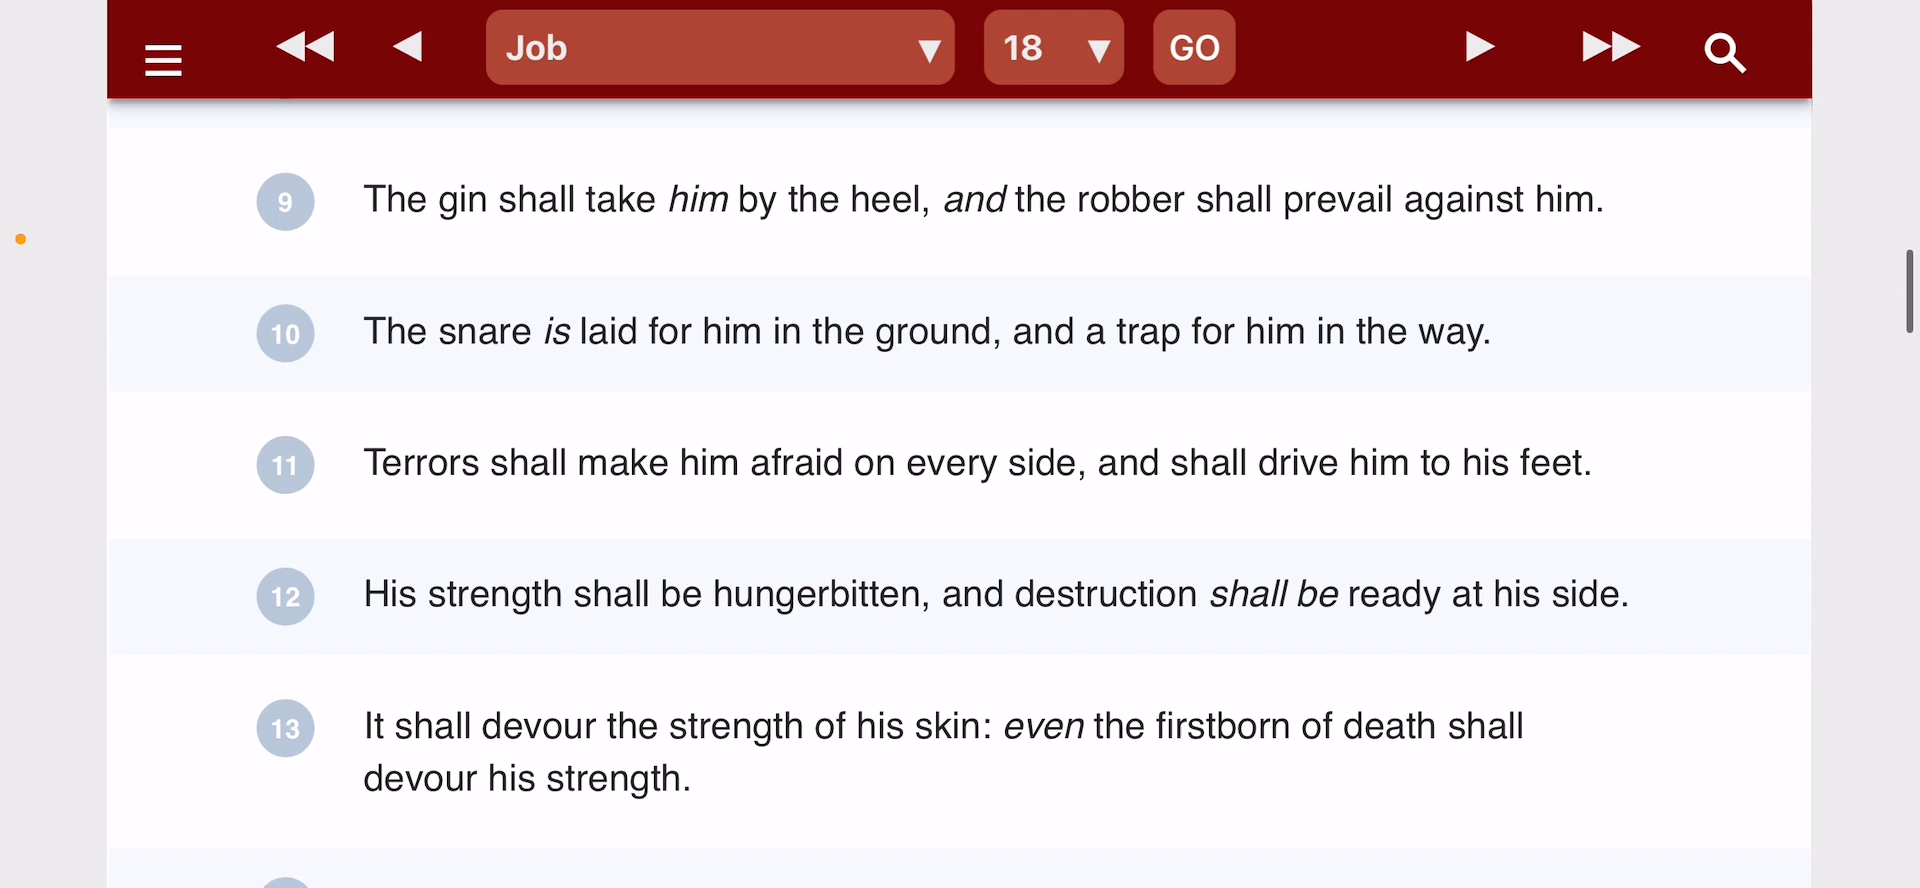 Job 18 GO
9 The gin shall take him by the heel, and the robber shall prevail against him.
10 The snare is laid for him in the ground, and a trap for him in the way.
11 Terrors shall make him afraid on every side, and shall drive him to his feet.
12 His strength shall be hungerbitten, and destruction shall be ready at his side.
13 It shall devour the strength of his skin: even the firstborn of death shall
devour his strength.